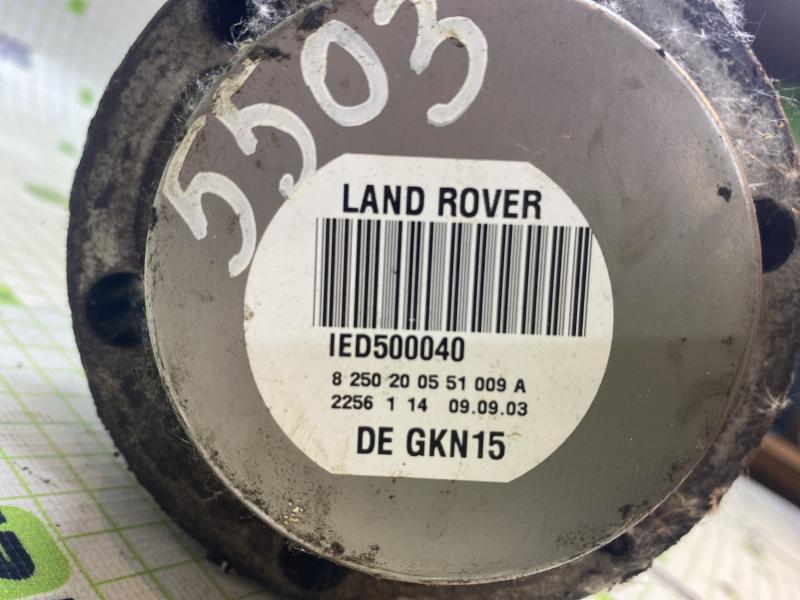 5503
LAND ROVER
IED500040
8 250 20 05 51 009 A
2256 1 14 09.09.03
DE GKN15